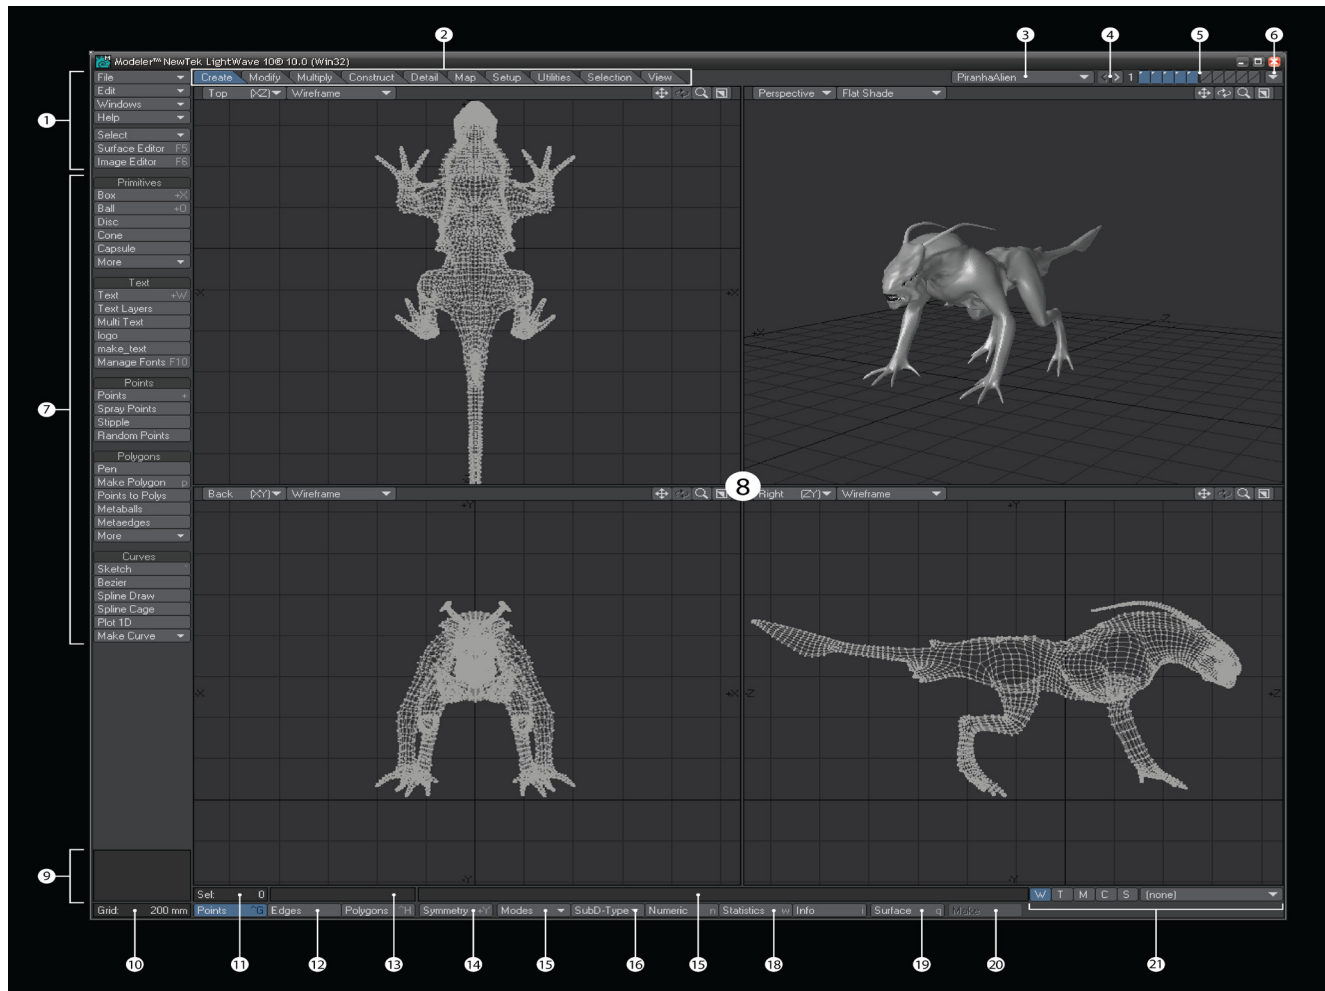 2 3 4 5 6
Modeler™ NewTek LightWave 10® 10.0 (Win32)
File
Edit
Windows
Help
Select
Surface Editor F5
Image Editor F6
1
Create Modify Multiply Construct Detail Map Setup Utilities Selection View
PiranhaAlien < > 1
Top (XZ) Wireframe
Perspective Flat Shade
7
Primitives
Box +X
Ball +O
Disc
Cone
Capsule
More
Text
Text +W
Text Layers
Multi Text
logo
make_text
Manage Fonts F10
Points
Points +
Spray Points
Stipple
Random Points
Polygons
Pen
Make Polygon p
Points to Polys
Metaballs
Metaedges
More
Curves
Sketch `
Bezier
Spline Draw
Spline Cage
Plot 1D
Make Curve
-X +X
+X -Z
8
Back (XY) Wireframe
Right (ZY) Wireframe
+Y +Y
-X +X -Z +Z
-Y -Y
9
Sel: 0
W T M C S (none)
Grid: 200 mm
Points ^G Edges Polygons ^H Symmetry +Y Modes SubD-Type Numeric n Statistics w Info i Surface q Make
10 11 12 13 14 15 16 15 18 19 20 21